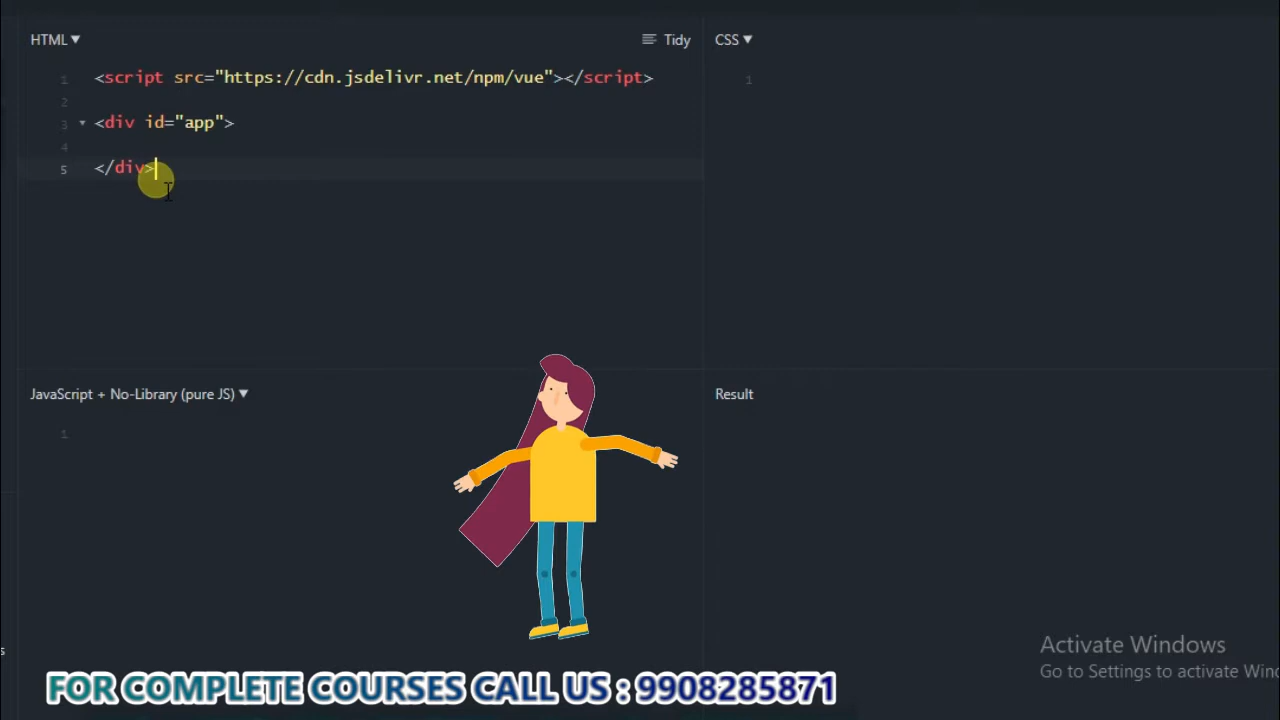 HTML ▼
Tidy
CSS ▼
1 <script src="https://cdn.jsdelivr.net/npm/vue"></script>
2
3 <div id="app">
4
5 </div>
1
JavaScript + No-Library (pure JS) ▼
Result
1
s
Activate Windows
Go to Settings to activate Win
FOR COMPLETE COURSES CALL US : 9908285871